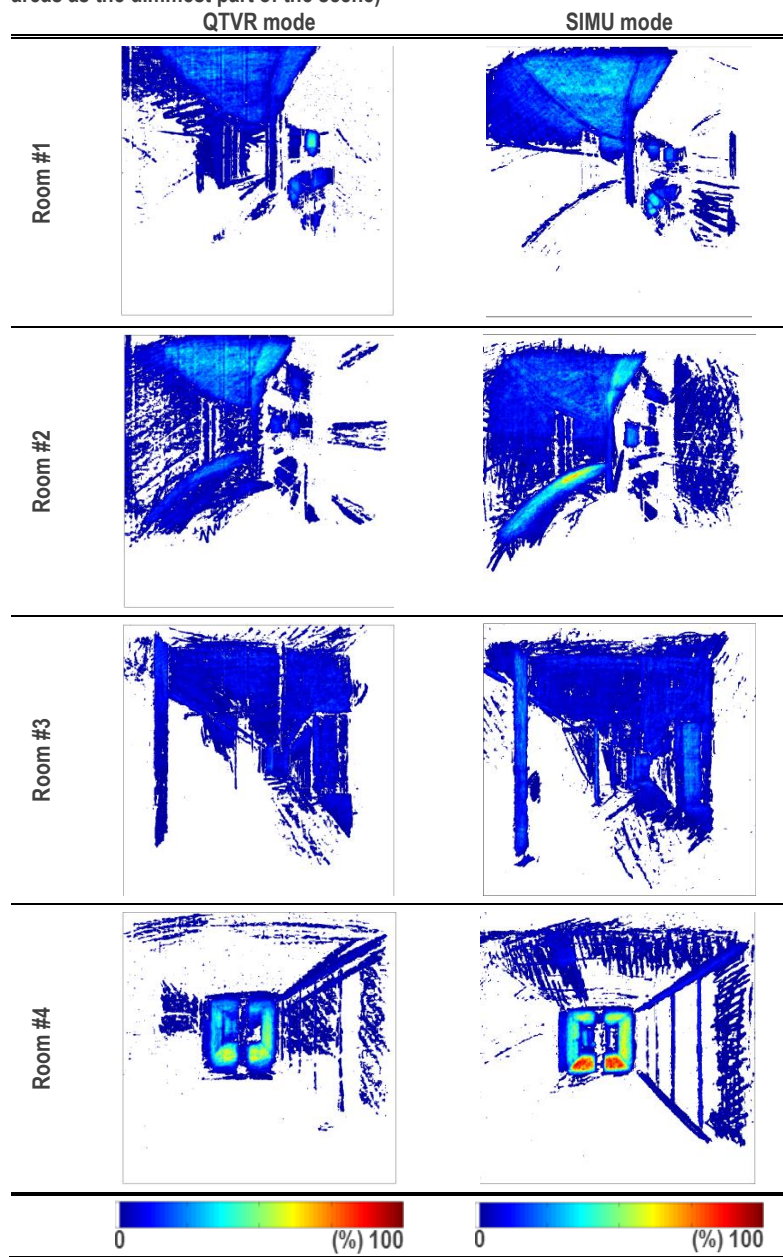 areas as the dimmest part of the scene)
QTVR mode SIMU mode
Room #1
Room #2
Room #3
Room #4
0 (%) 100 0 (%) 100